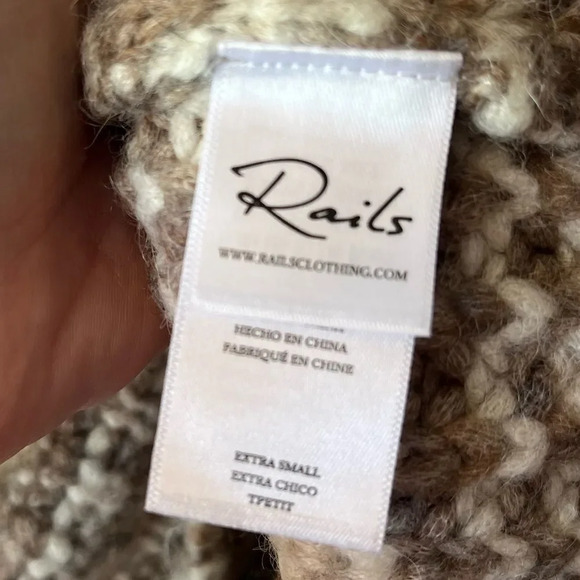 Rails
WWW.RAILSCLOTHING.COM
HECHO EN CHINA
FABRIQUÉ EN CHINE
EXTRA SMALL
EXTRA CHICO
TPETIT